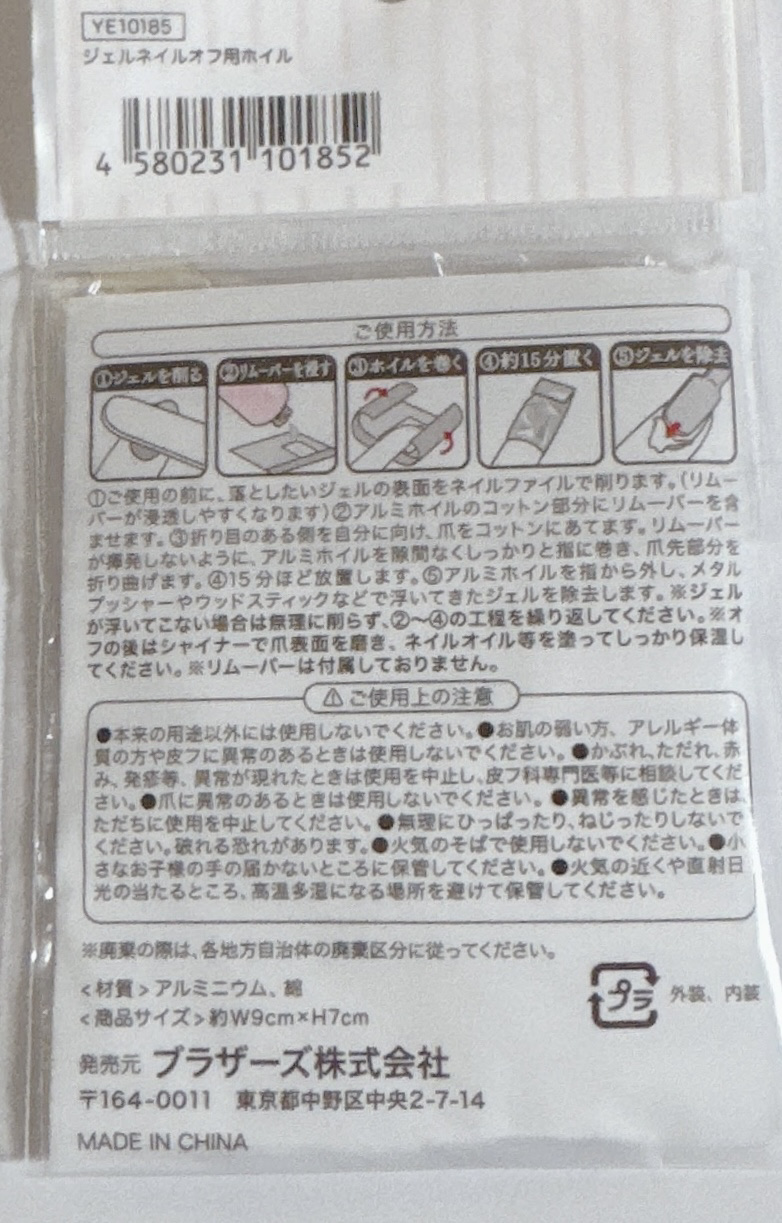 YE10185
ジェルネイルオフ用ホイル
4 580231 101852
ご使用方法
①ジェルを削る ②リムーバーを浸す ③ホイルを巻く ④約15分置く ⑤ジェルを除去
①ご使用の前に、落としたいジェルの表面をネイルファイルで削ります。(リムー
バーが浸透しやすくなります)②アルミホイルのコットン部分にリムーバーを含
ませます。③折り目のある側を自分に向け、爪をコットンにあてます。リムーバー
が揮発しないように、アルミホイルを隙間なくしっかりと指に巻き、爪先部分を
折り曲げます。④15分ほど放置します。⑤アルミホイルを指から外し、メタル
プッシャーやウッドスティックなどで浮いてきたジェルを除去します。※ジェル
が浮いてこない場合は無理に削らず、②〜④の工程を繰り返してください。※オ
フの後はシャイナーで爪表面を磨き、ネイルオイル等を塗ってしっかり保湿し
てください。※リムーバーは付属しておりません。
⚠ご使用上の注意
●本来の用途以外には使用しないでください。●お肌の弱い方、アレルギー体
質の方や皮フに異常のあるときは使用しないでください。●かぶれ、ただれ、赤
み、発疹等、異常が現れたときは使用を中止し、皮フ科専門医等に相談してくだ
さい。●爪に異常のあるときは使用しないでください。●異常を感じたときは、
ただちに使用を中止してください。●無理にひっぱったり、ねじったりしないで
ください。破れる恐れがあります。●火気のそばで使用しないでください。●小
さなお子様の手の届かないところに保管してください。●火気の近くや直射日
光の当たるところ、高温多湿になる場所を避けて保管してください。
※廃棄の際は、各地方自治体の廃棄区分に従ってください。
<材質>アルミニウム、綿
<商品サイズ>約W9cm×H7cm
プラ 外装、内装
発売元 ブラザーズ株式会社
〒164-0011 東京都中野区中央2-7-14
MADE IN CHINA